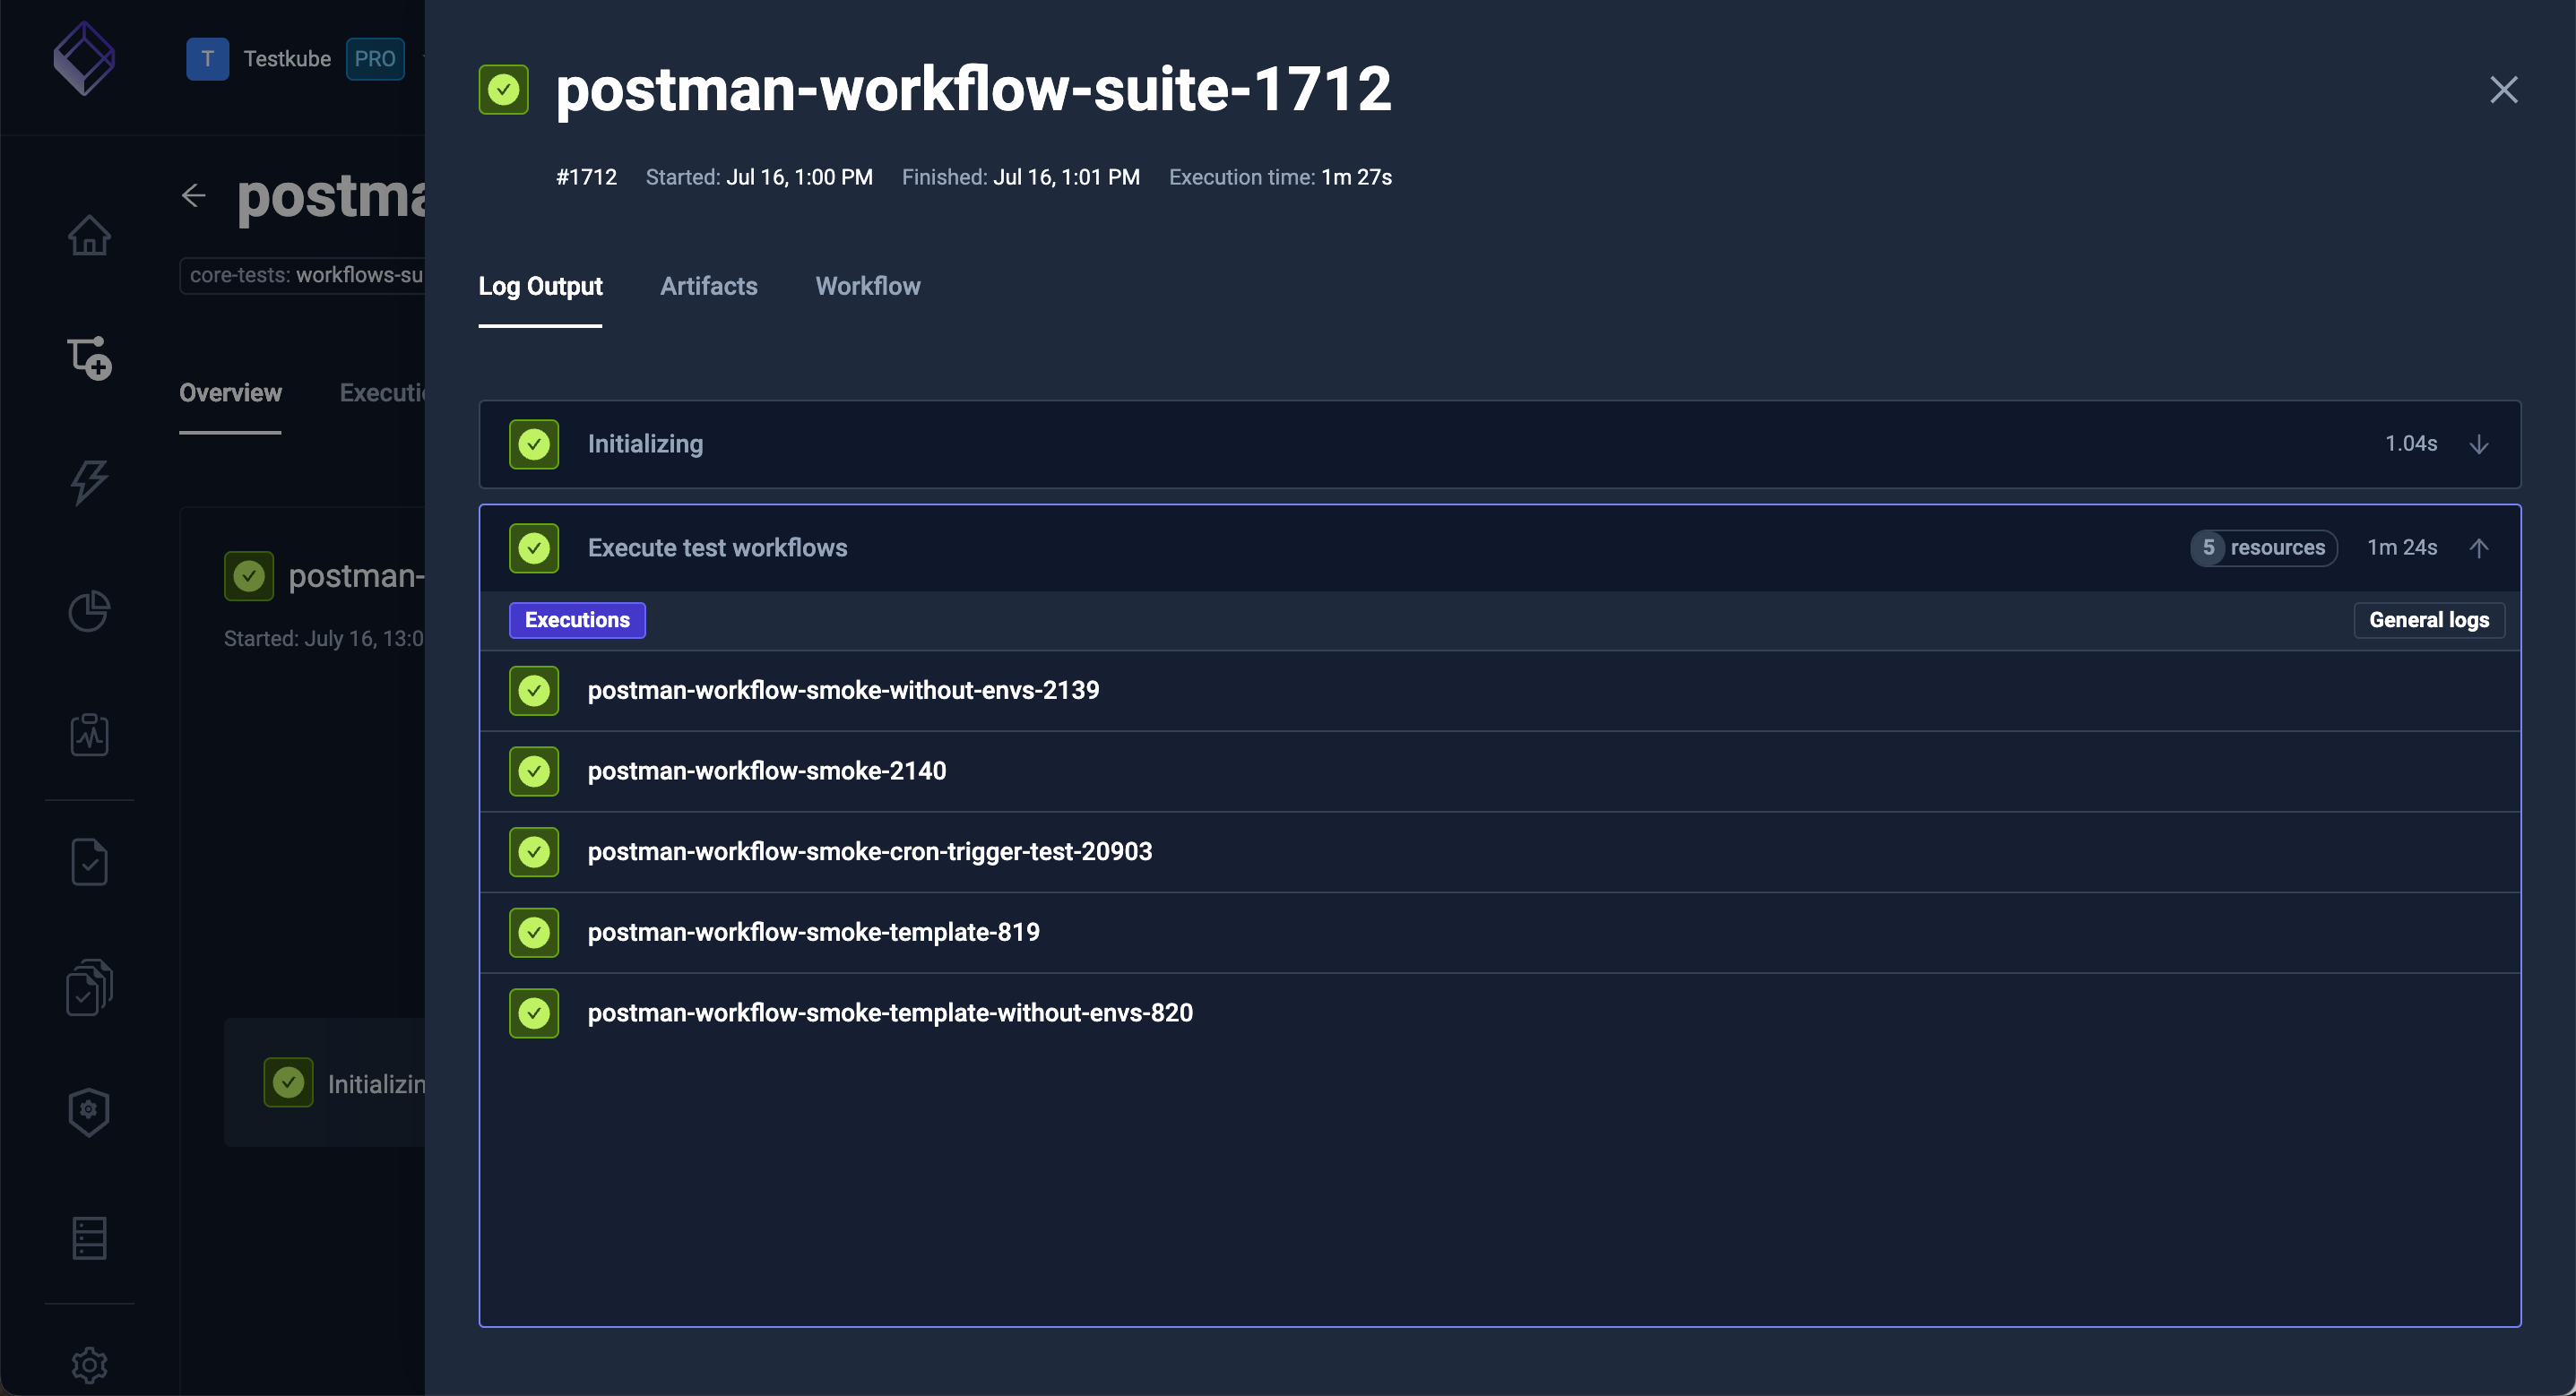 T Testkube PRO
postma
core-tests: workflows-su
Overview Executi
postman-
Started: July 16, 13:0
Initializin
postman-workflow-suite-1712
#1712 Started: Jul 16, 1:00 PM Finished: Jul 16, 1:01 PM Execution time: 1m 27s
Log Output Artifacts Workflow
Initializing 1.04s
Execute test workflows 5 resources 1m 24s
Executions General logs
postman-workflow-smoke-without-envs-2139
postman-workflow-smoke-2140
postman-workflow-smoke-cron-trigger-test-20903
postman-workflow-smoke-template-819
postman-workflow-smoke-template-without-envs-820